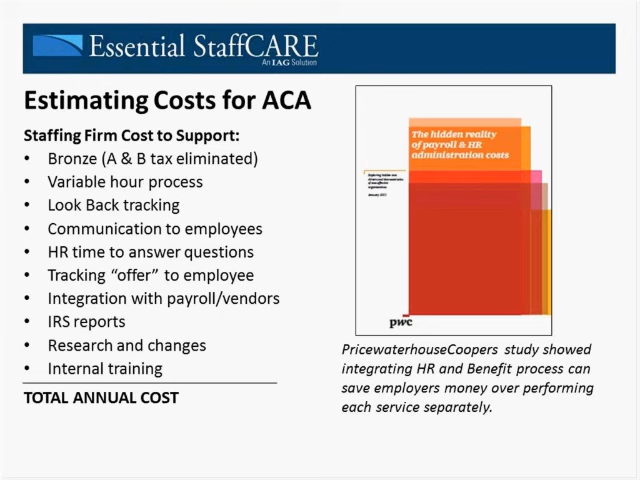 Essential StaffCARE
An IAG Solution
Estimating Costs for ACA
Staffing Firm Cost to Support:
• Bronze (A & B tax eliminated)
• Variable hour process
• Look Back tracking
• Communication to employees
• HR time to answer questions
• Tracking “offer” to employee
• Integration with payroll/vendors
• IRS reports
• Research and changes
• Internal training
TOTAL ANNUAL COST
The hidden reality
of payroll & HR
administration costs
pwc
PricewaterhouseCoopers study showed
integrating HR and Benefit process can
save employers money over performing
each service separately.